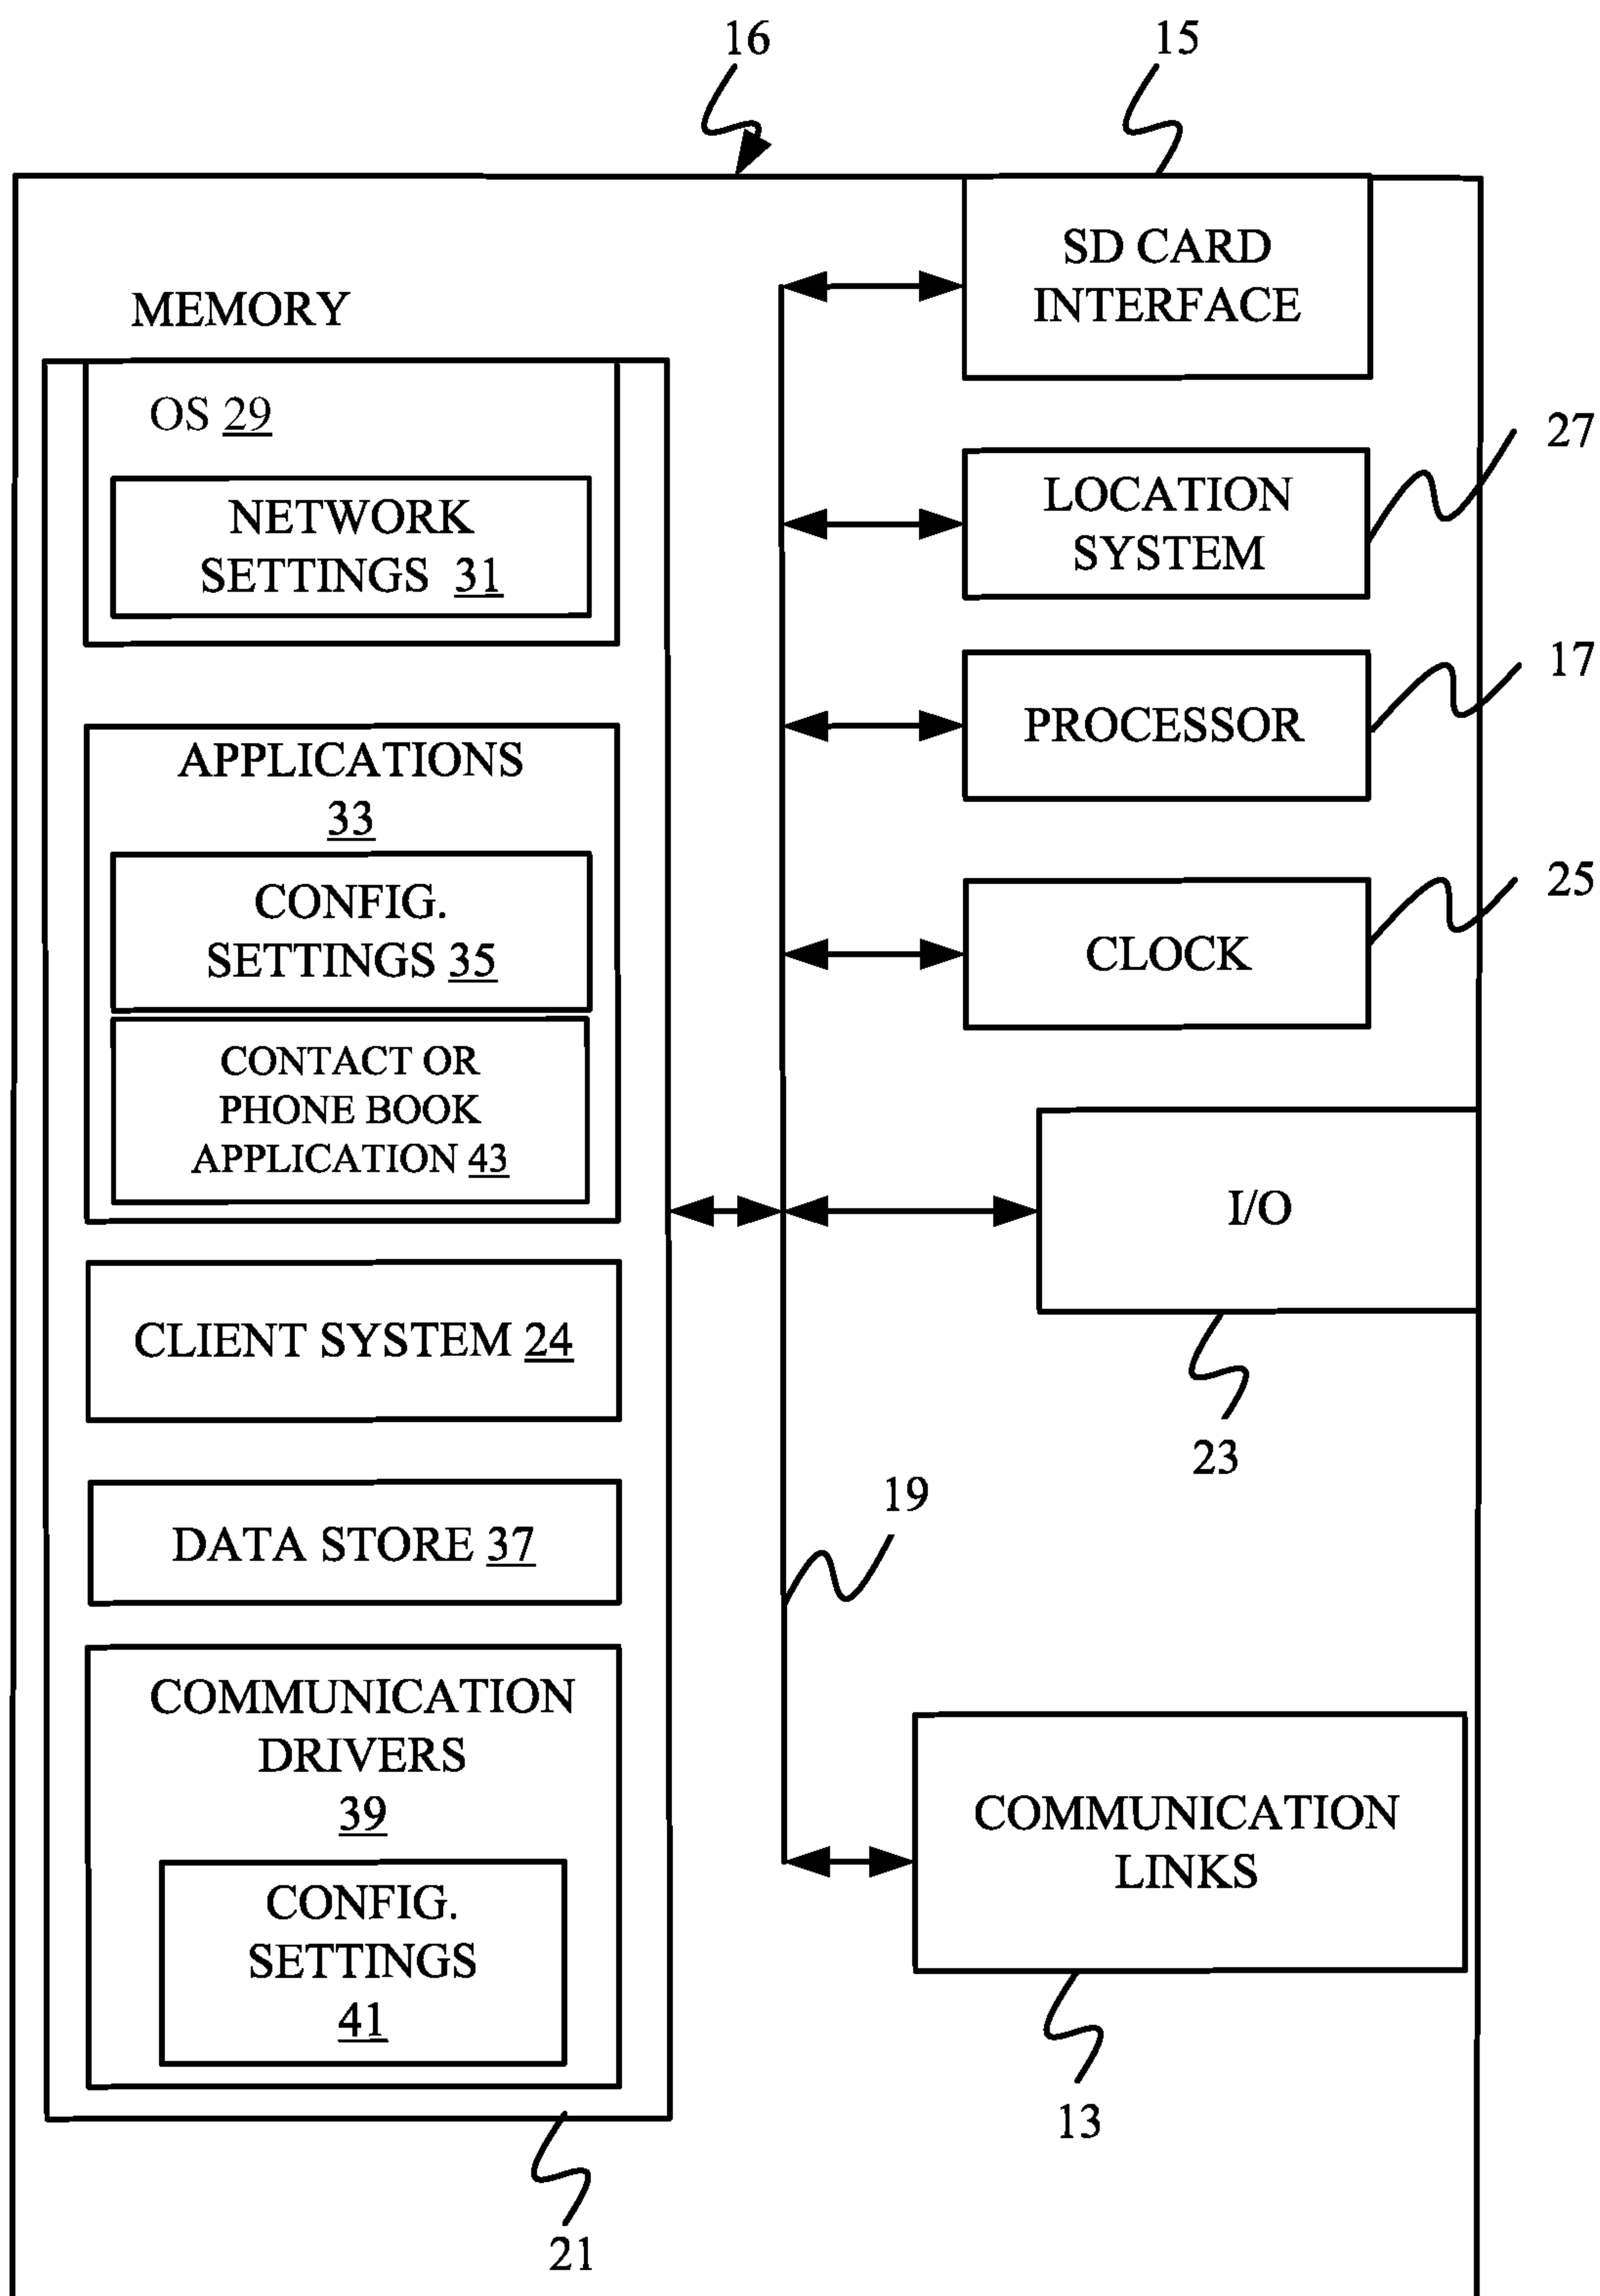 16
15
MEMORY
OS 29
NETWORK
SETTINGS 31
APPLICATIONS
33
CONFIG.
SETTINGS 35
CONTACT OR
PHONE BOOK
APPLICATION 43
CLIENT SYSTEM 24
DATA STORE 37
COMMUNICATION
DRIVERS
39
CONFIG.
SETTINGS
41
21
SD CARD
INTERFACE
27
LOCATION
SYSTEM
17
PROCESSOR
25
CLOCK
I/O
23
19
COMMUNICATION
LINKS
13